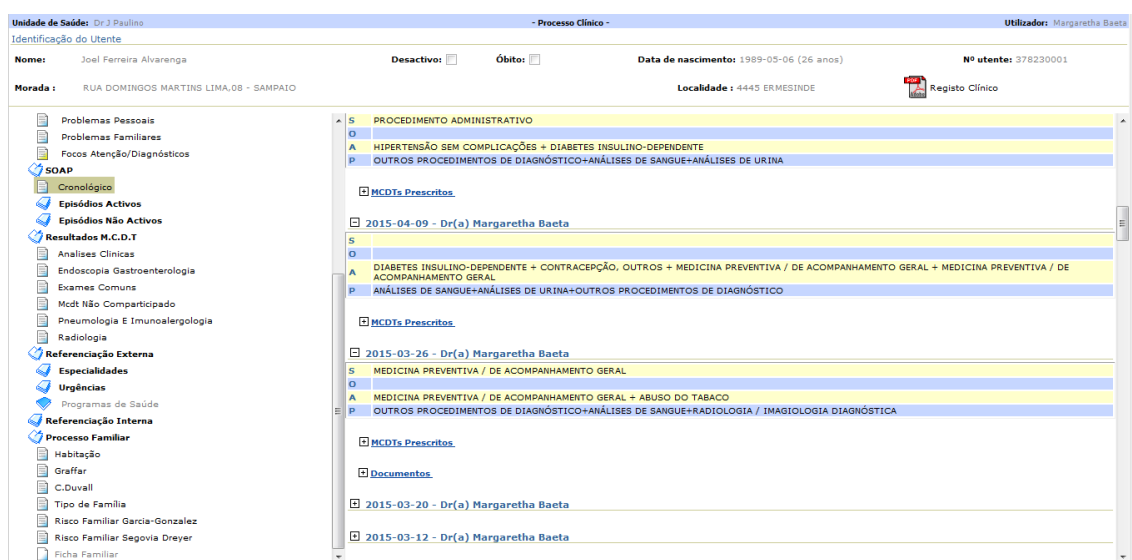 Unidade de Saúde: Dr J Paulino - Processo Clínico - Utilizador: Margaretha Baeta
Identificação do Utente
Nome: Joel Ferreira Alvarenga Desactivo: Óbito: Data de nascimento: 1989-05-06 (26 anos) Nº utente: 378230001
Morada : RUA DOMINGOS MARTINS LIMA,08 - SAMPAIO Localidade : 4445 ERMESINDE PDF Registo Clínico
Problemas Pessoais
Problemas Familiares
Focos Atenção/Diagnósticos
SOAP
Cronológico
Episódios Activos
Episódios Não Activos
Resultados M.C.D.T
Analises Clinicas
Endoscopia Gastroenterologia
Exames Comuns
Mcdt Não Comparticipado
Pneumologia E Imunoalergologia
Radiologia
Referenciação Externa
Especialidades
Urgências
Programas de Saúde
Referenciação Interna
Processo Familiar
Habitação
Graffar
C.Duvall
Tipo de Família
Risco Familiar Garcia-Gonzalez
Risco Familiar Segovia Dreyer
Ficha Familiar
S PROCEDIMENTO ADMINISTRATIVO
O
A HIPERTENSÃO SEM COMPLICAÇÕES + DIABETES INSULINO-DEPENDENTE
P OUTROS PROCEDIMENTOS DE DIAGNÓSTICO+ANÁLISES DE SANGUE+ANÁLISES DE URINA
MCDTs Prescritos
2015-04-09 - Dr(a) Margaretha Baeta
S
O
A DIABETES INSULINO-DEPENDENTE + CONTRACEPÇÃO, OUTROS + MEDICINA PREVENTIVA / DE ACOMPANHAMENTO GERAL + MEDICINA PREVENTIVA / DE
ACOMPANHAMENTO GERAL
P ANÁLISES DE SANGUE+ANÁLISES DE URINA+OUTROS PROCEDIMENTOS DE DIAGNÓSTICO
MCDTs Prescritos
2015-03-26 - Dr(a) Margaretha Baeta
S MEDICINA PREVENTIVA / DE ACOMPANHAMENTO GERAL
O
A MEDICINA PREVENTIVA / DE ACOMPANHAMENTO GERAL + ABUSO DO TABACO
P OUTROS PROCEDIMENTOS DE DIAGNÓSTICO+ANÁLISES DE SANGUE+RADIOLOGIA / IMAGIOLOGIA DIAGNÓSTICA
MCDTs Prescritos
Documentos
2015-03-20 - Dr(a) Margaretha Baeta
2015-03-12 - Dr(a) Margaretha Baeta